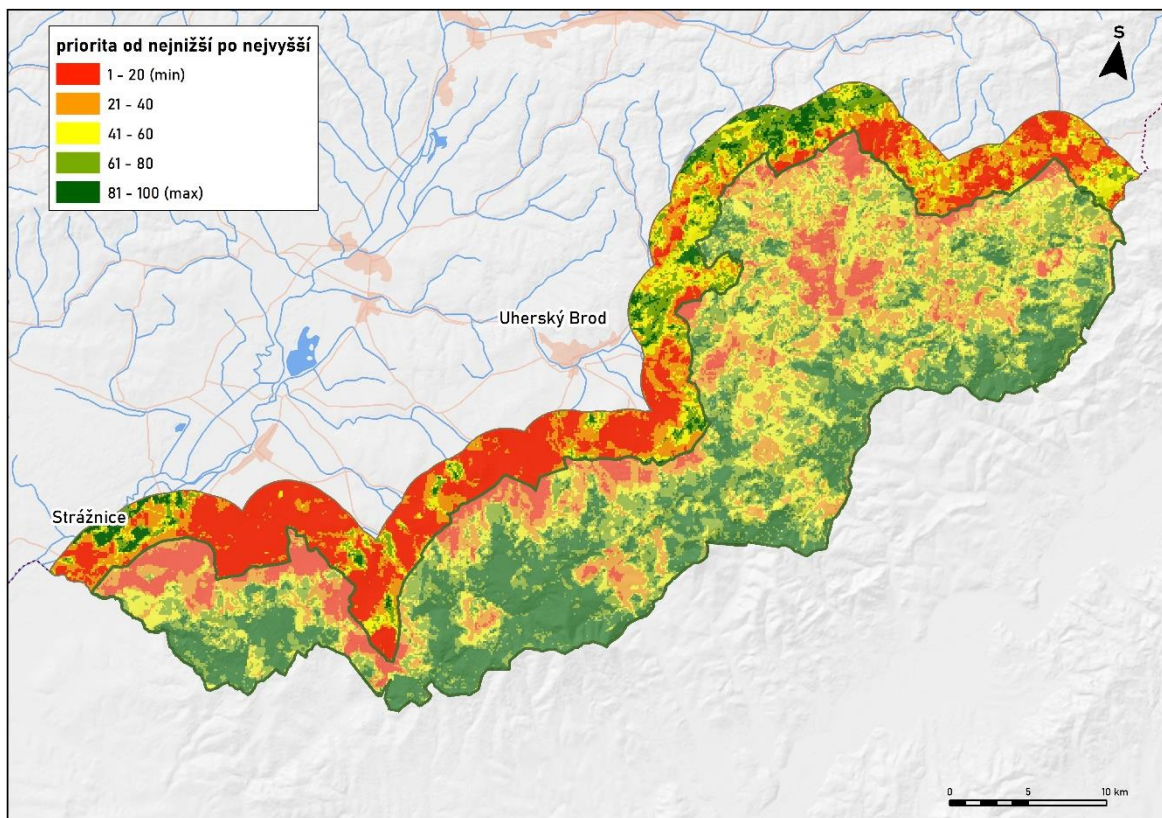 priorita od nejnižší po nejvyšší
1 - 20 (min)
21 - 40
41 - 60
61 - 80
81 - 100 (max)
S
Uherský Brod
Strážnice
0 5 10 km